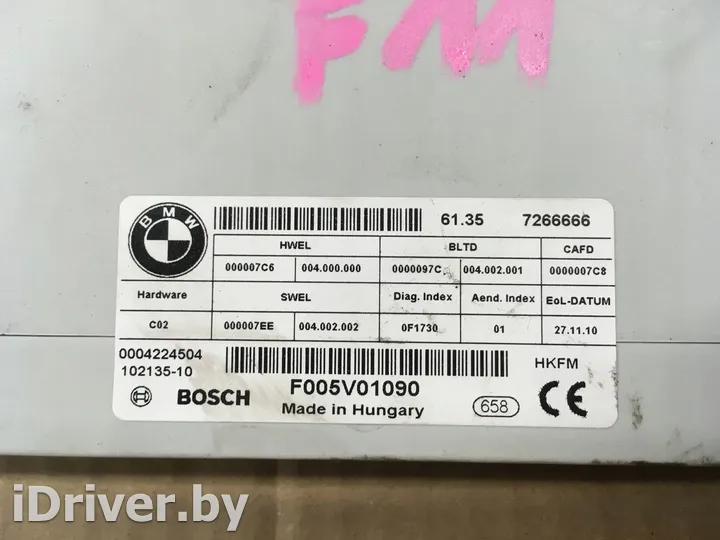 F11
BMW
61.35 7266666
HWEL BLTD CAFD
000007C6 004.000.000 0000097C 004.002.001 0000007C8
Hardware SWEL Diag. Index Aend. Index EoL-DATUM
C02 000007EE 004.002.002 0F1730 01 27.11.10
0004224504
102135-10
HKFM
BOSCH F005V01090
Made in Hungary
658 CE
iDriver.by